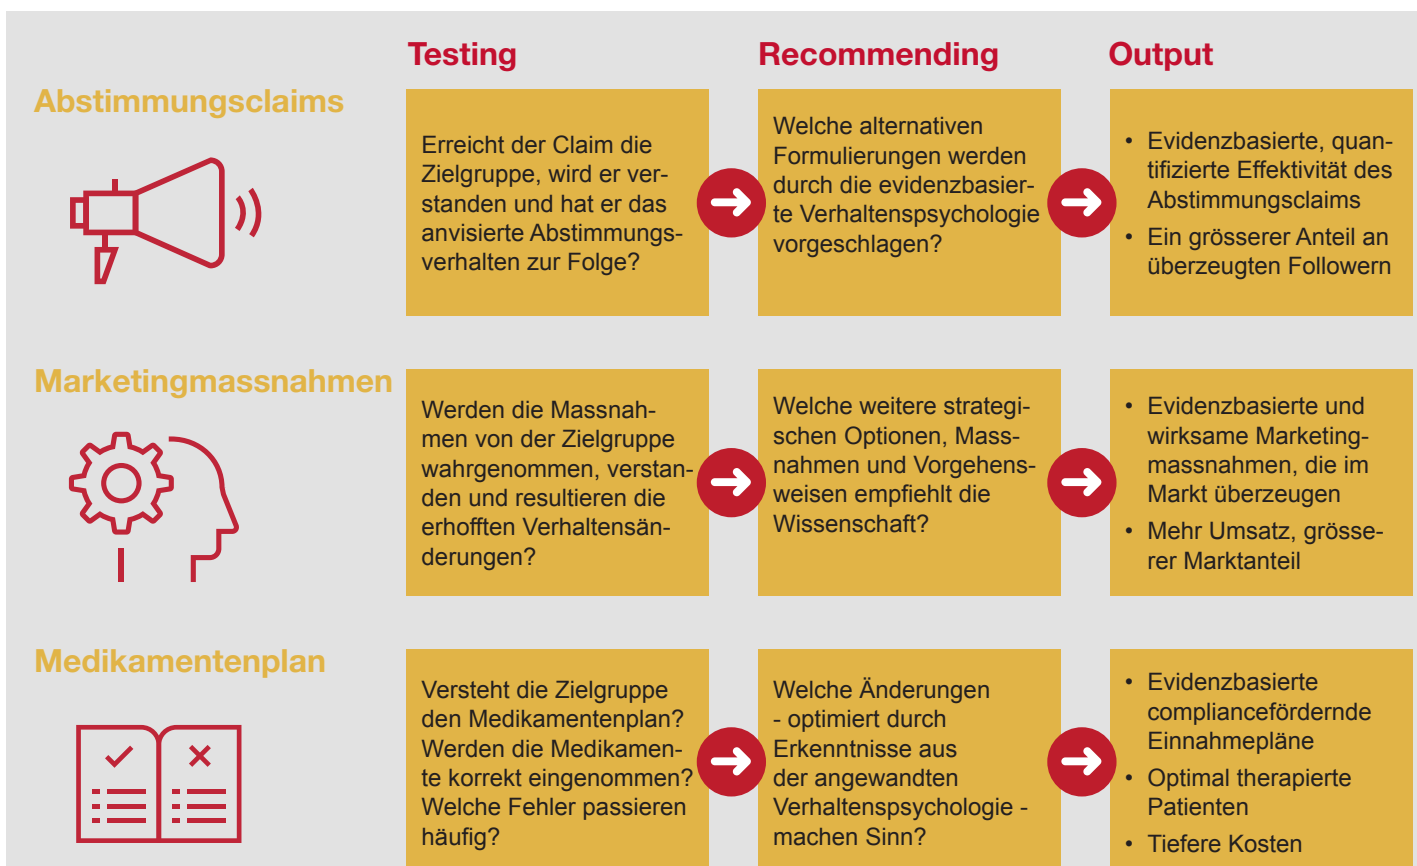 Testing
Recommending
Output
Abstimmungsclaims
Erreicht der Claim die
Zielgruppe, wird er ver-
standen und hat er das
anvisierte Abstimmungs-
verhalten zur Folge?
Welche alternativen
Formulierungen werden
durch die evidenzbasier-
te Verhaltenspsychologie
vorgeschlagen?
• Evidenzbasierte, quan-
tifizierte Effektivität des
Abstimmungsclaims
• Ein grösserer Anteil an
überzeugten Followern
Marketingmassnahmen
Werden die Massnah-
men von der Zielgruppe
wahrgenommen, verstan-
den und resultieren die
erhofften Verhaltensän-
derungen?
Welche weitere strategi-
schen Optionen, Mass-
nahmen und Vorgehens-
weisen empfiehlt die
Wissenschaft?
• Evidenzbasierte und
wirksame Marketing-
massnahmen, die im
Markt überzeugen
• Mehr Umsatz, grösse-
rer Marktanteil
Medikamentenplan
Versteht die Zielgruppe
den Medikamentenplan?
Werden die Medikamen-
te korrekt eingenommen?
Welche Fehler passieren
häufig?
Welche Änderungen
- optimiert durch
Erkenntnisse aus
der angewandten
Verhaltenspsychologie -
machen Sinn?
• Evidenzbasierte
compliancefördernde
Einnahmepläne
• Optimal therapierte
Patienten
• Tiefere Kosten